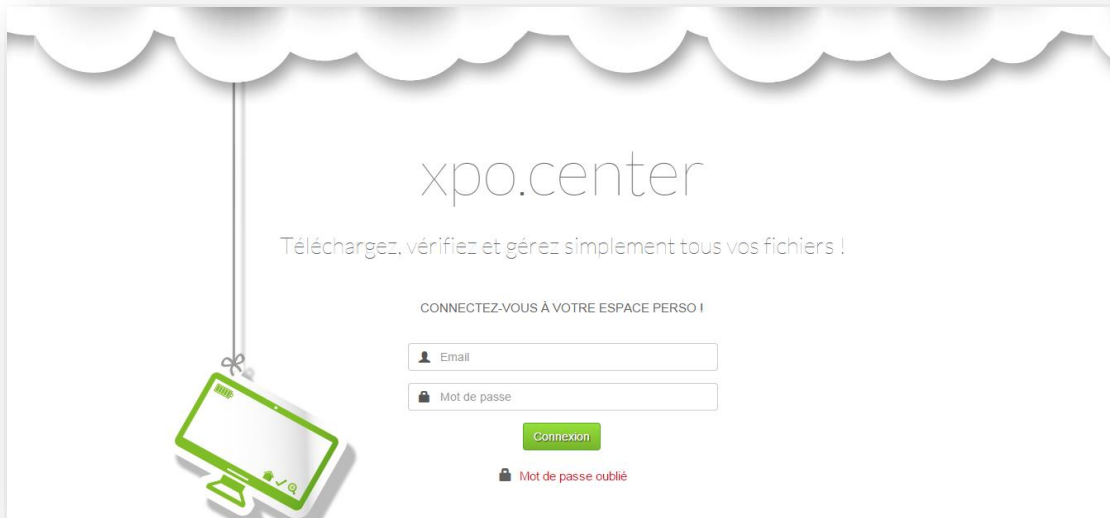 xpo.center
Téléchargez, vérifiez et gérez simplement tous vos fichiers !
CONNECTEZ-VOUS À VOTRE ESPACE PERSO !
Email
Mot de passe
Connexion
Mot de passe oublié